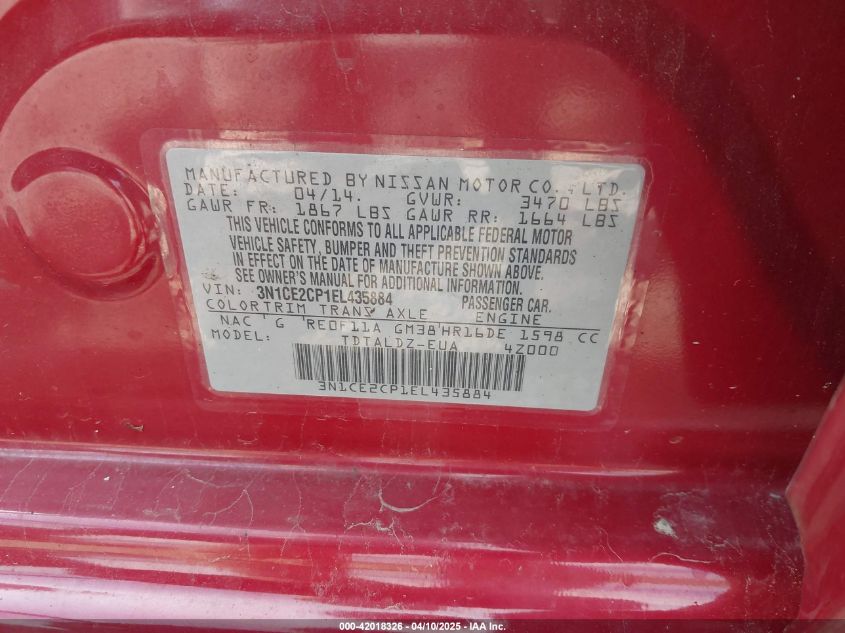 MANUFACTURED BY NISSAN MOTOR CO., LTD.
DATE: 04/14. GVWR: 3470 LBS
GAWR FR: 1867 LBS GAWR RR: 1664 LBS
THIS VEHICLE CONFORMS TO ALL APPLICABLE FEDERAL MOTOR
VEHICLE SAFETY, BUMPER AND THEFT PREVENTION STANDARDS
IN EFFECT ON THE DATE OF MANUFACTURE SHOWN ABOVE.
SEE OWNER'S MANUAL FOR ADDITIONAL INFORMATION.
VIN: 3N1CE2CP1EL435884 PASSENGER CAR.
COLOR TRIM TRANS AXLE ENGINE
NAC G RE0F11A GM38 HR16DE 1598 CC
MODEL: TDTALDZ-EUA 4Z000
3N1CE2CP1EL435884
000-42018326 - 04/10/2025 - IAA Inc.